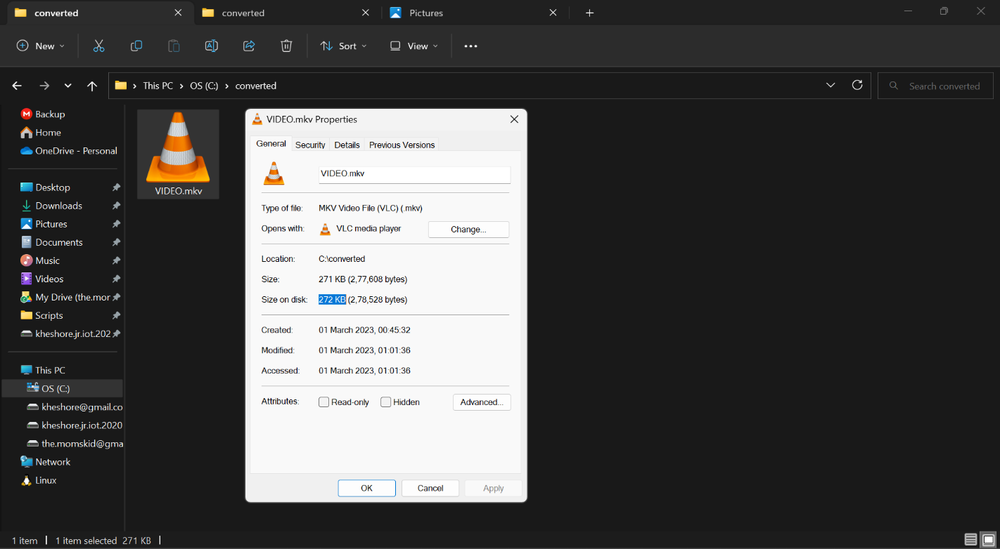 converted
converted
Pictures
New
Sort
View
This PC > OS (C:) > converted
Search converted
Backup
Home
OneDrive - Personal
Desktop
Downloads
Pictures
Documents
Music
Videos
My Drive (the.mor
Scripts
kheshore.jr.iot.202
This PC
OS (C:)
kheshore@gmail.co
kheshore.jr.iot.2020
the.momskid@gma
Network
Linux
VIDEO.mkv
VIDEO.mkv Properties
General Security Details Previous Versions
VIDEO.mkv
Type of file: MKV Video File (VLC) (.mkv)
Opens with: VLC media player Change...
Location: C:\converted
Size: 271 KB (2,77,608 bytes)
Size on disk: 272 KB (2,78,528 bytes)
Created: 01 March 2023, 00:45:32
Modified: 01 March 2023, 01:01:36
Accessed: 01 March 2023, 01:01:36
Attributes: Read-only Hidden Advanced...
OK Cancel Apply
1 item | 1 item selected 271 KB |